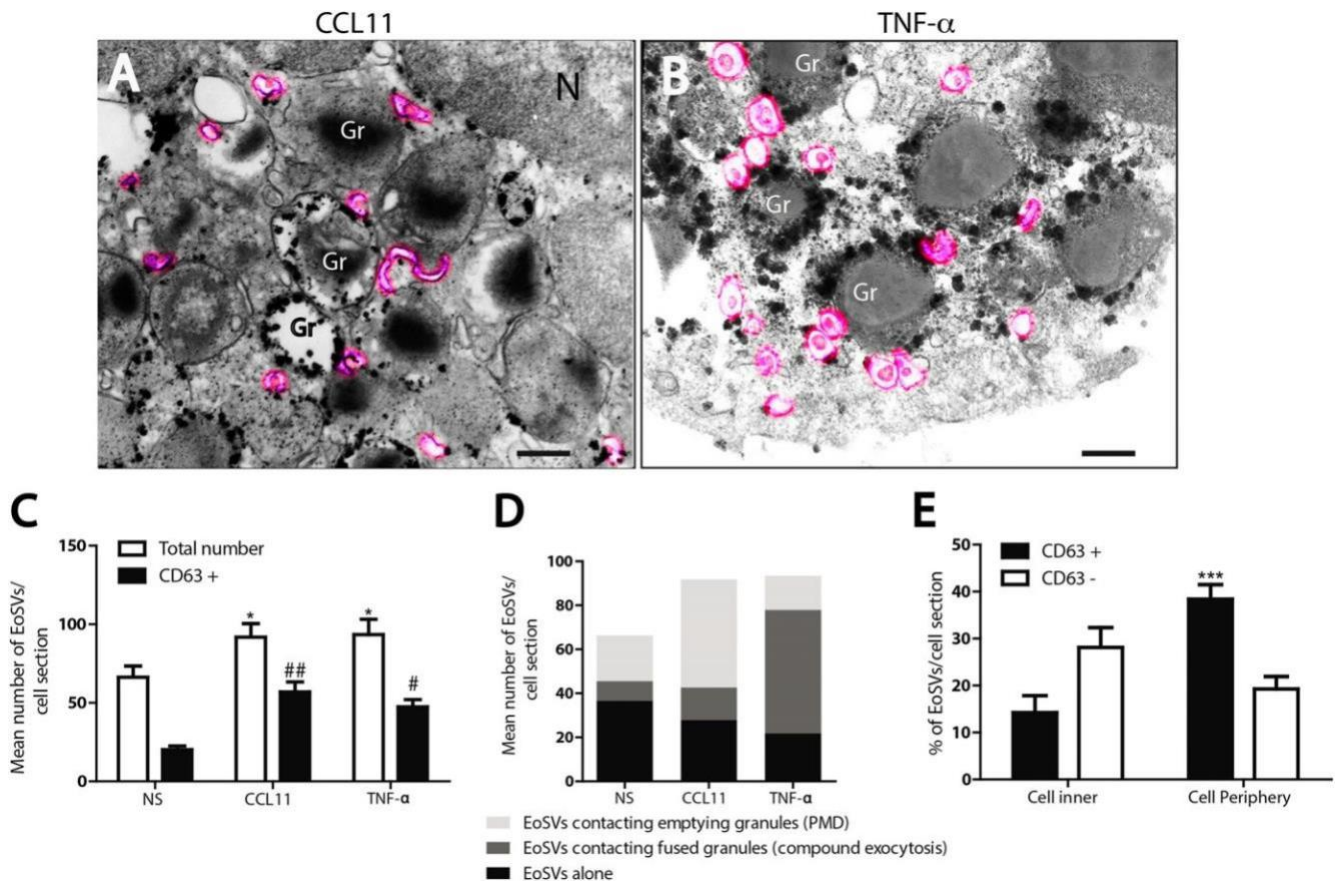 CCL11
TNF-α
A
N
Gr
Gr
Gr
B
Gr
Gr
Gr
C
Total number
CD63 +
Mean number of EoSVs/
cell section
150
100
50
0
*
##
*
#
NS
CCL11
TNF-α
D
Mean number of EoSVs/
cell section
100
80
60
40
20
0
NS
CCL11
TNF-α
EoSVs contacting emptying granules (PMD)
EoSVs contacting fused granules (compound exocytosis)
EoSVs alone
E
CD63 +
CD63 -
% of EoSVs/cell section
50
40
30
20
10
0
***
Cell inner
Cell Periphery